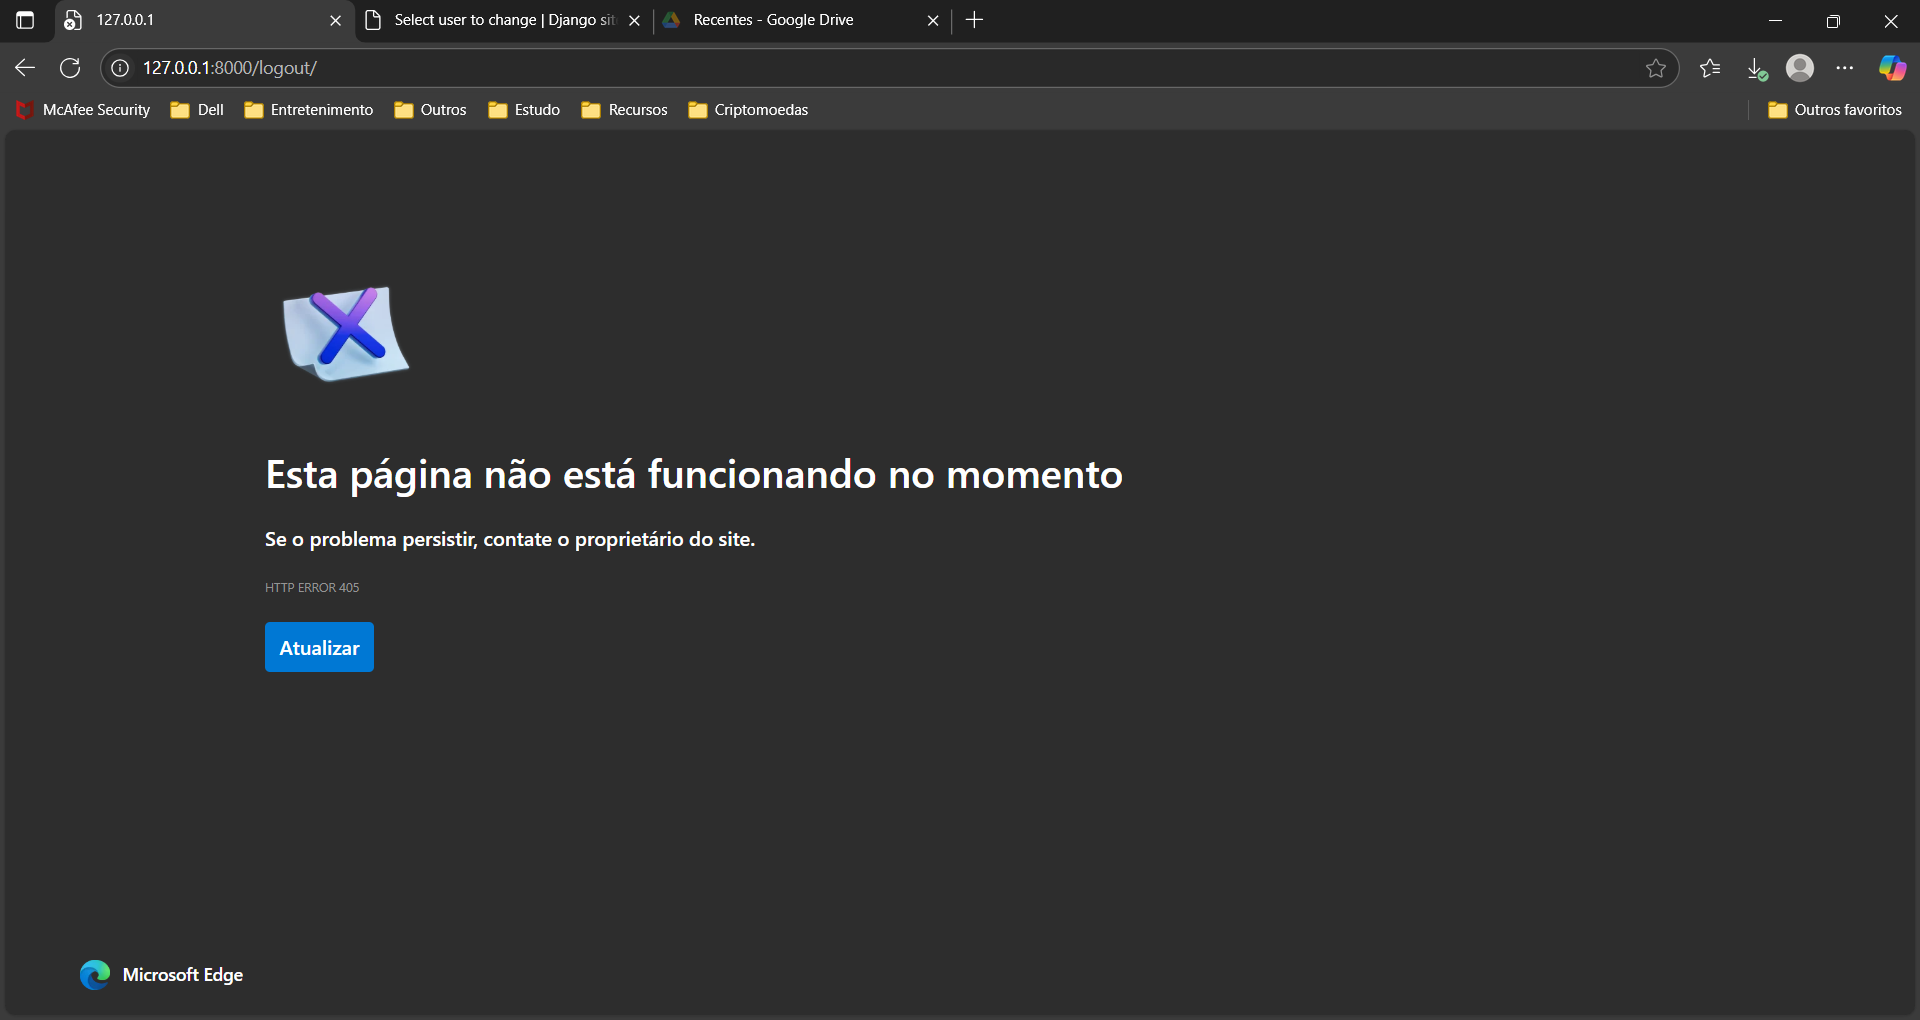 127.0.0.1
Select user to change | Django sit
Recentes - Google Drive
127.0.0.1:8000/logout/
McAfee Security
Dell
Entretenimento
Outros
Estudo
Recursos
Criptomoedas
Outros favoritos
Esta página não está funcionando no momento
Se o problema persistir, contate o proprietário do site.
HTTP ERROR 405
Atualizar
Microsoft Edge